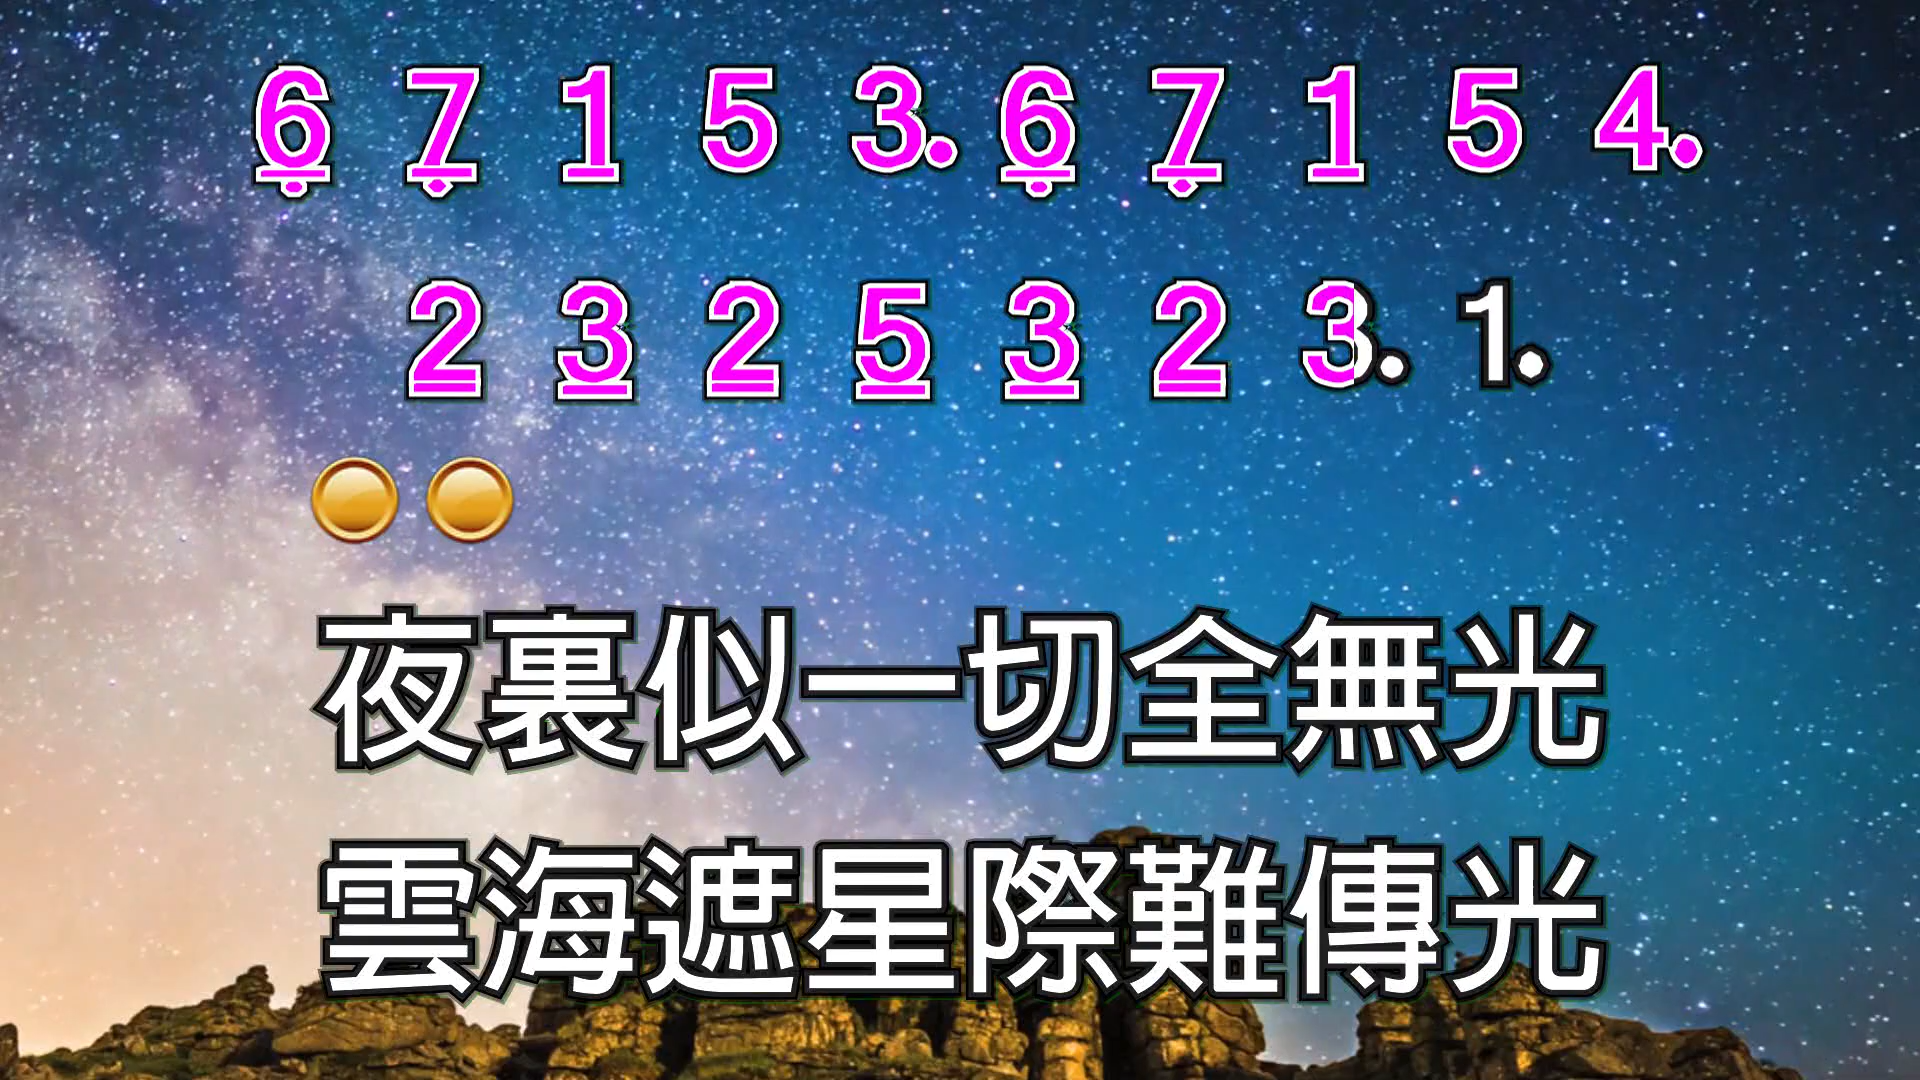 6 7 1 5 3. 6 7 1 5 4.
2 3 2 5 3 2 3. 1.
夜裏似一切全無光
雲海遮星際難傳光